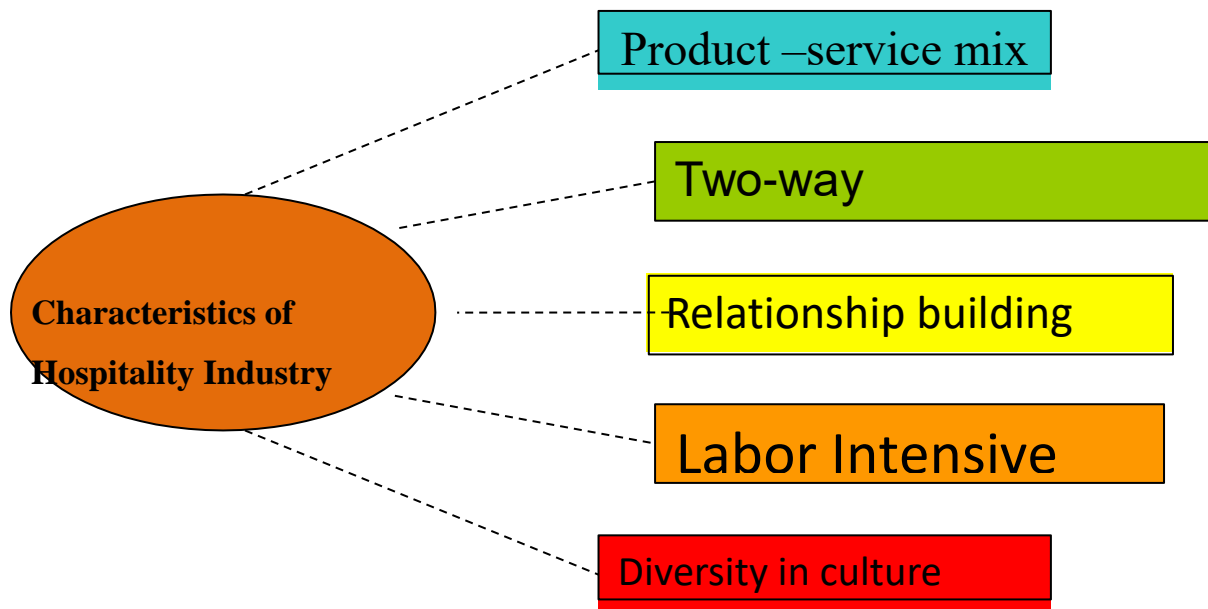 Product –service mix
Two-way
Characteristics of
Hospitality Industry
Relationship building
Labor Intensive
Diversity in culture